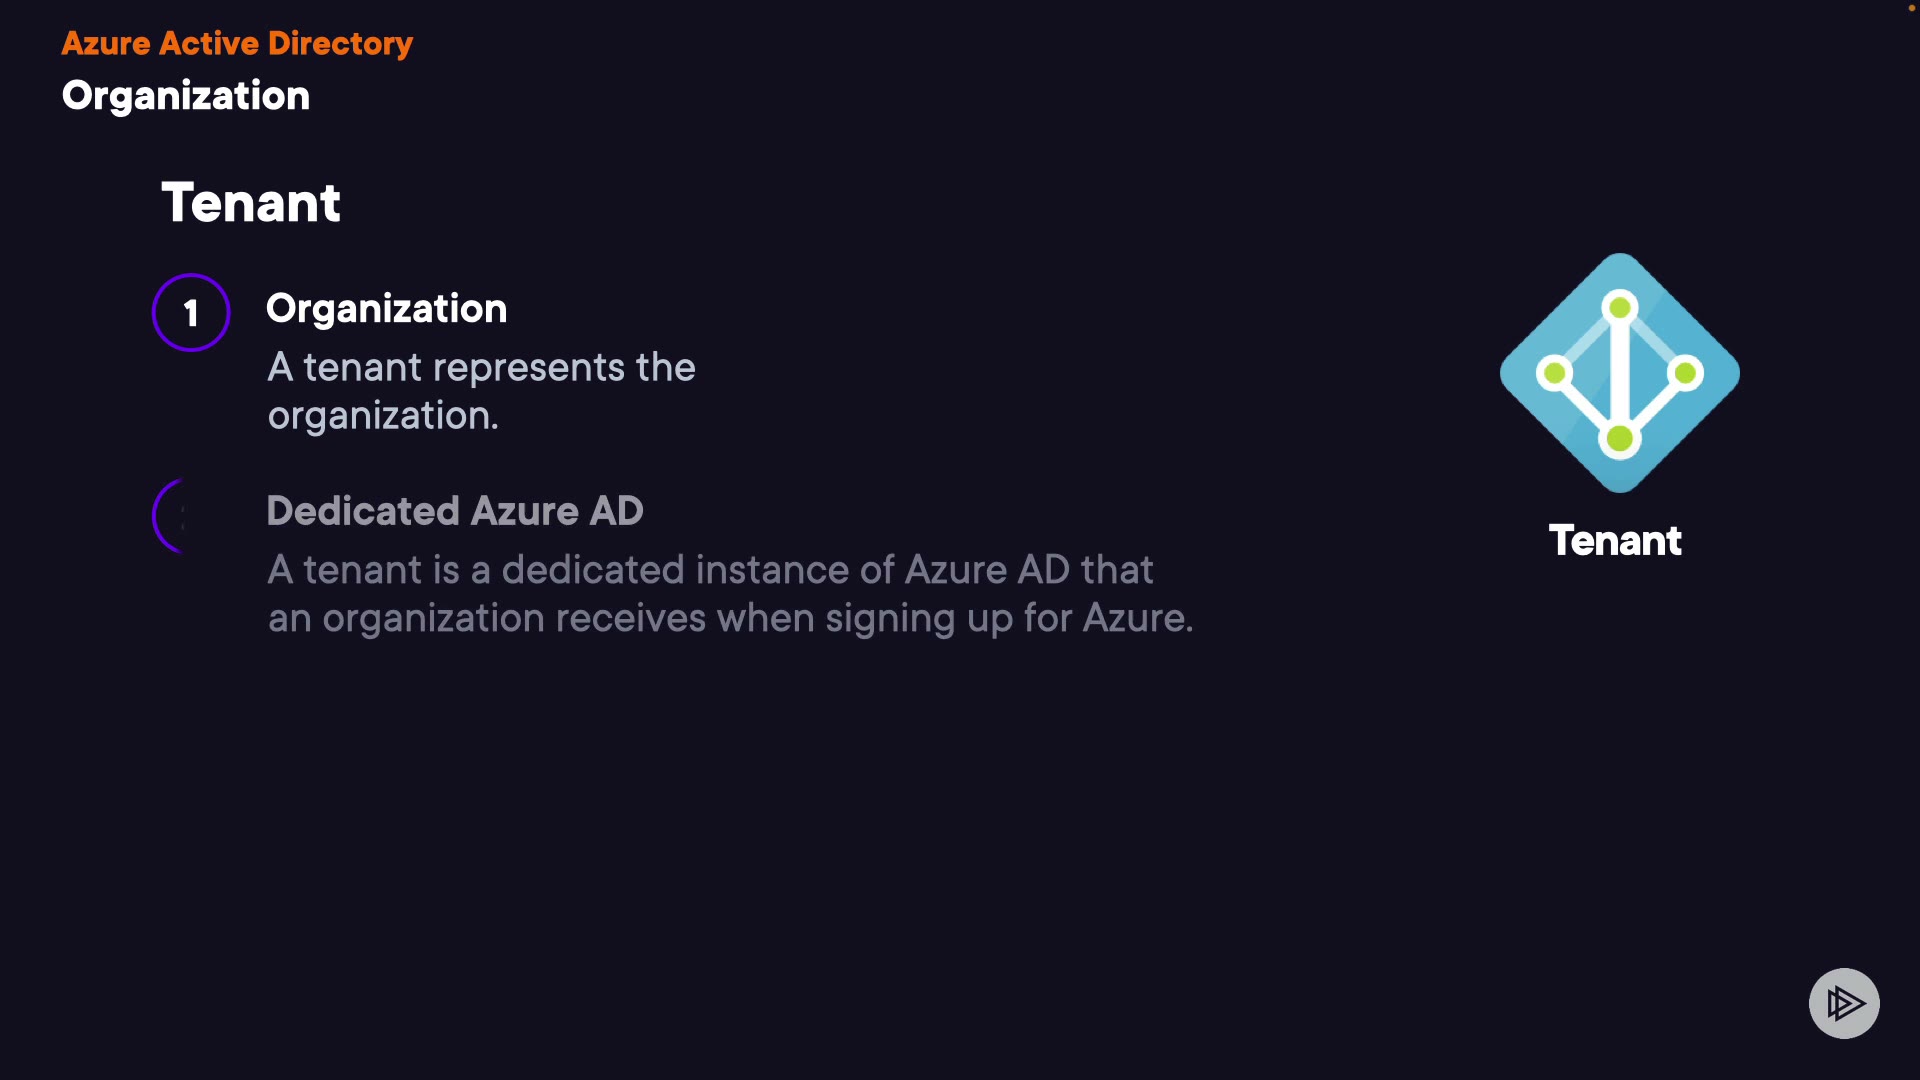 Azure Active Directory
Organization
Tenant
1
Organization
A tenant represents the
organization.
Dedicated Azure AD
A tenant is a dedicated instance of Azure AD that
an organization receives when signing up for Azure.
Tenant